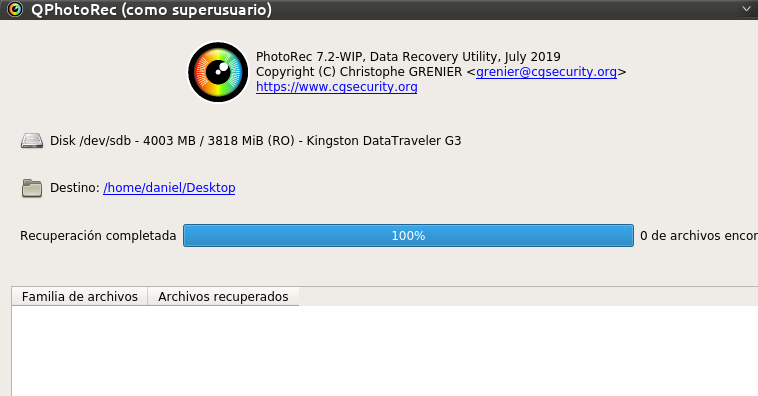 QPhotoRec (como superusuario)
PhotoRec 7.2-WIP, Data Recovery Utility, July 2019
Copyright (C) Christophe GRENIER <grenier@cgsecurity.org>
https://www.cgsecurity.org
Disk /dev/sdb - 4003 MB / 3818 MiB (RO) - Kingston DataTraveler G3
Destino: /home/daniel/Desktop
Recuperación completada 100% 0 de archivos encor
Familia de archivos Archivos recuperados